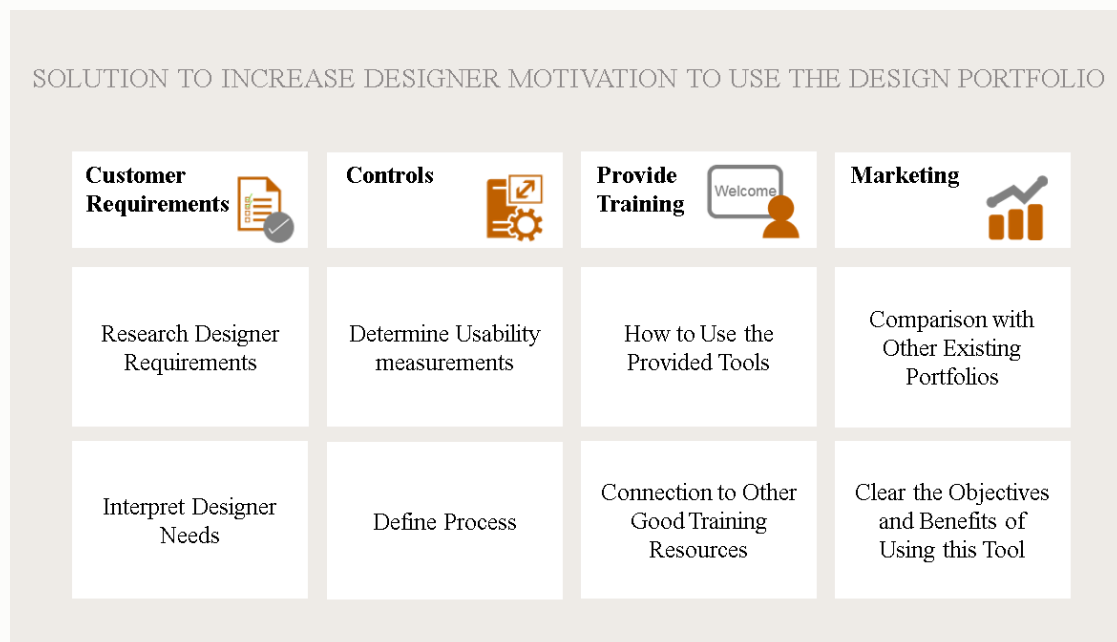 SOLUTION TO INCREASE DESIGNER MOTIVATION TO USE THE DESIGN PORTFOLIO
Customer
Requirements
Controls
Provide
Training
Welcome
Marketing
Research Designer
Requirements
Determine Usability
measurements
How to Use the
Provided Tools
Comparison with
Other Existing
Portfolios
Interpret Designer
Needs
Define Process
Connection to Other
Good Training
Resources
Clear the Objectives
and Benefits of
Using this Tool